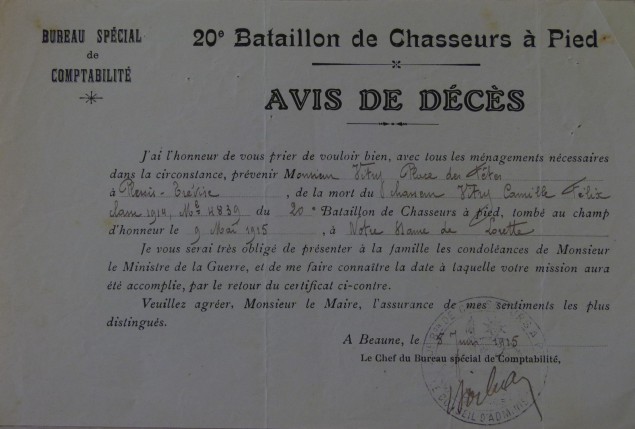 BUREAU SPÉCIAL
de
COMPTABILITÉ
20e Bataillon de Chasseurs à Pied
AVIS DE DÉCÈS
J'ai l'honneur de vous prier de vouloir bien, avec tous les ménagements nécessaires
dans la circonstance, prévenir Monsieur Vitry Place des Fêtes
à Plessis-Trévise, de la mort du chasseur Vitry Camille Félix
classe 1914, Mle 4839 du 20e Bataillon de Chasseurs à pied, tombé au champ
d'honneur le 9 Mai 1915, à Notre Dame de Lorette
Je vous serai très obligé de présenter à la famille les condoléances de Monsieur
le Ministre de la Guerre, et de me faire connaître la date à laquelle votre mission aura
été accomplie, par le retour du certificat ci-contre.
Veuillez agréer, Monsieur le Maire, l'assurance de mes sentiments les plus
distingués.
A Beaune, le 8 Juin 1915
Le Chef du Bureau spécial de Comptabilité,